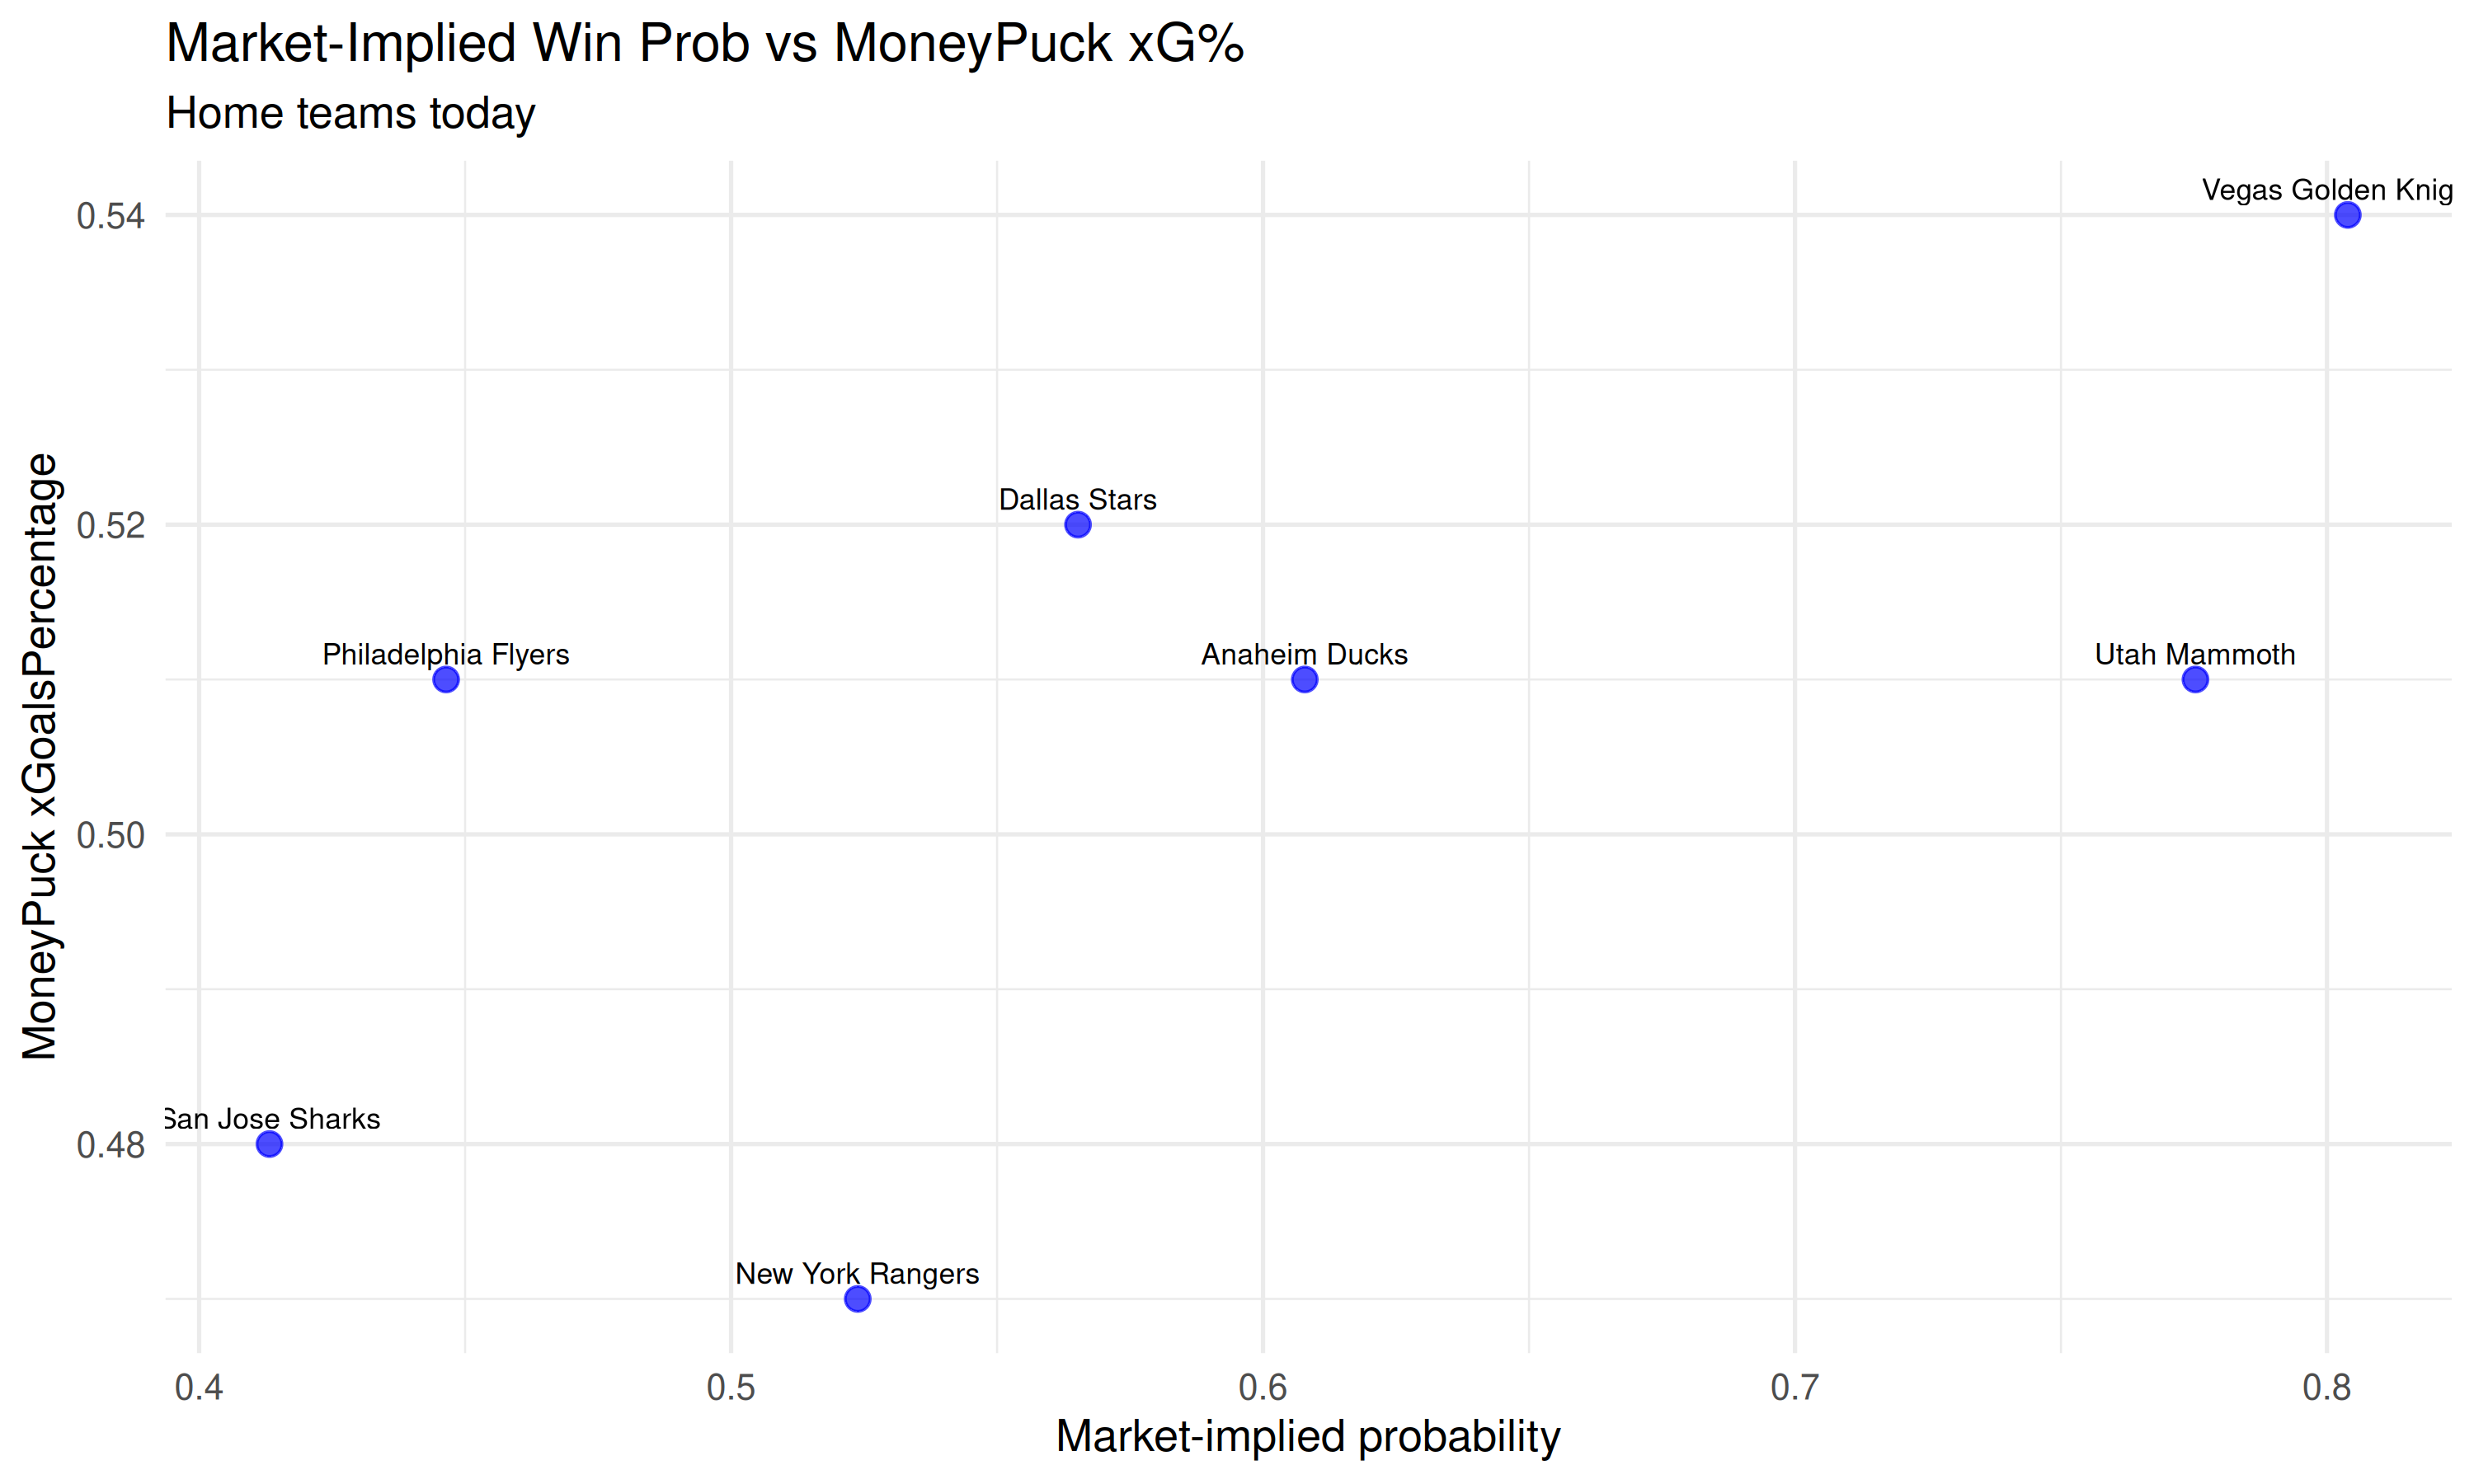 Market-Implied Win Prob vs MoneyPuck xG%
Home teams today
MoneyPuck xGoalsPercentage
0.54
0.52
0.50
0.48
Vegas Golden Knig
Dallas Stars
Philadelphia Flyers
Anaheim Ducks
Utah Mammoth
San Jose Sharks
New York Rangers
0.4
0.5
0.6
0.7
0.8
Market-implied probability